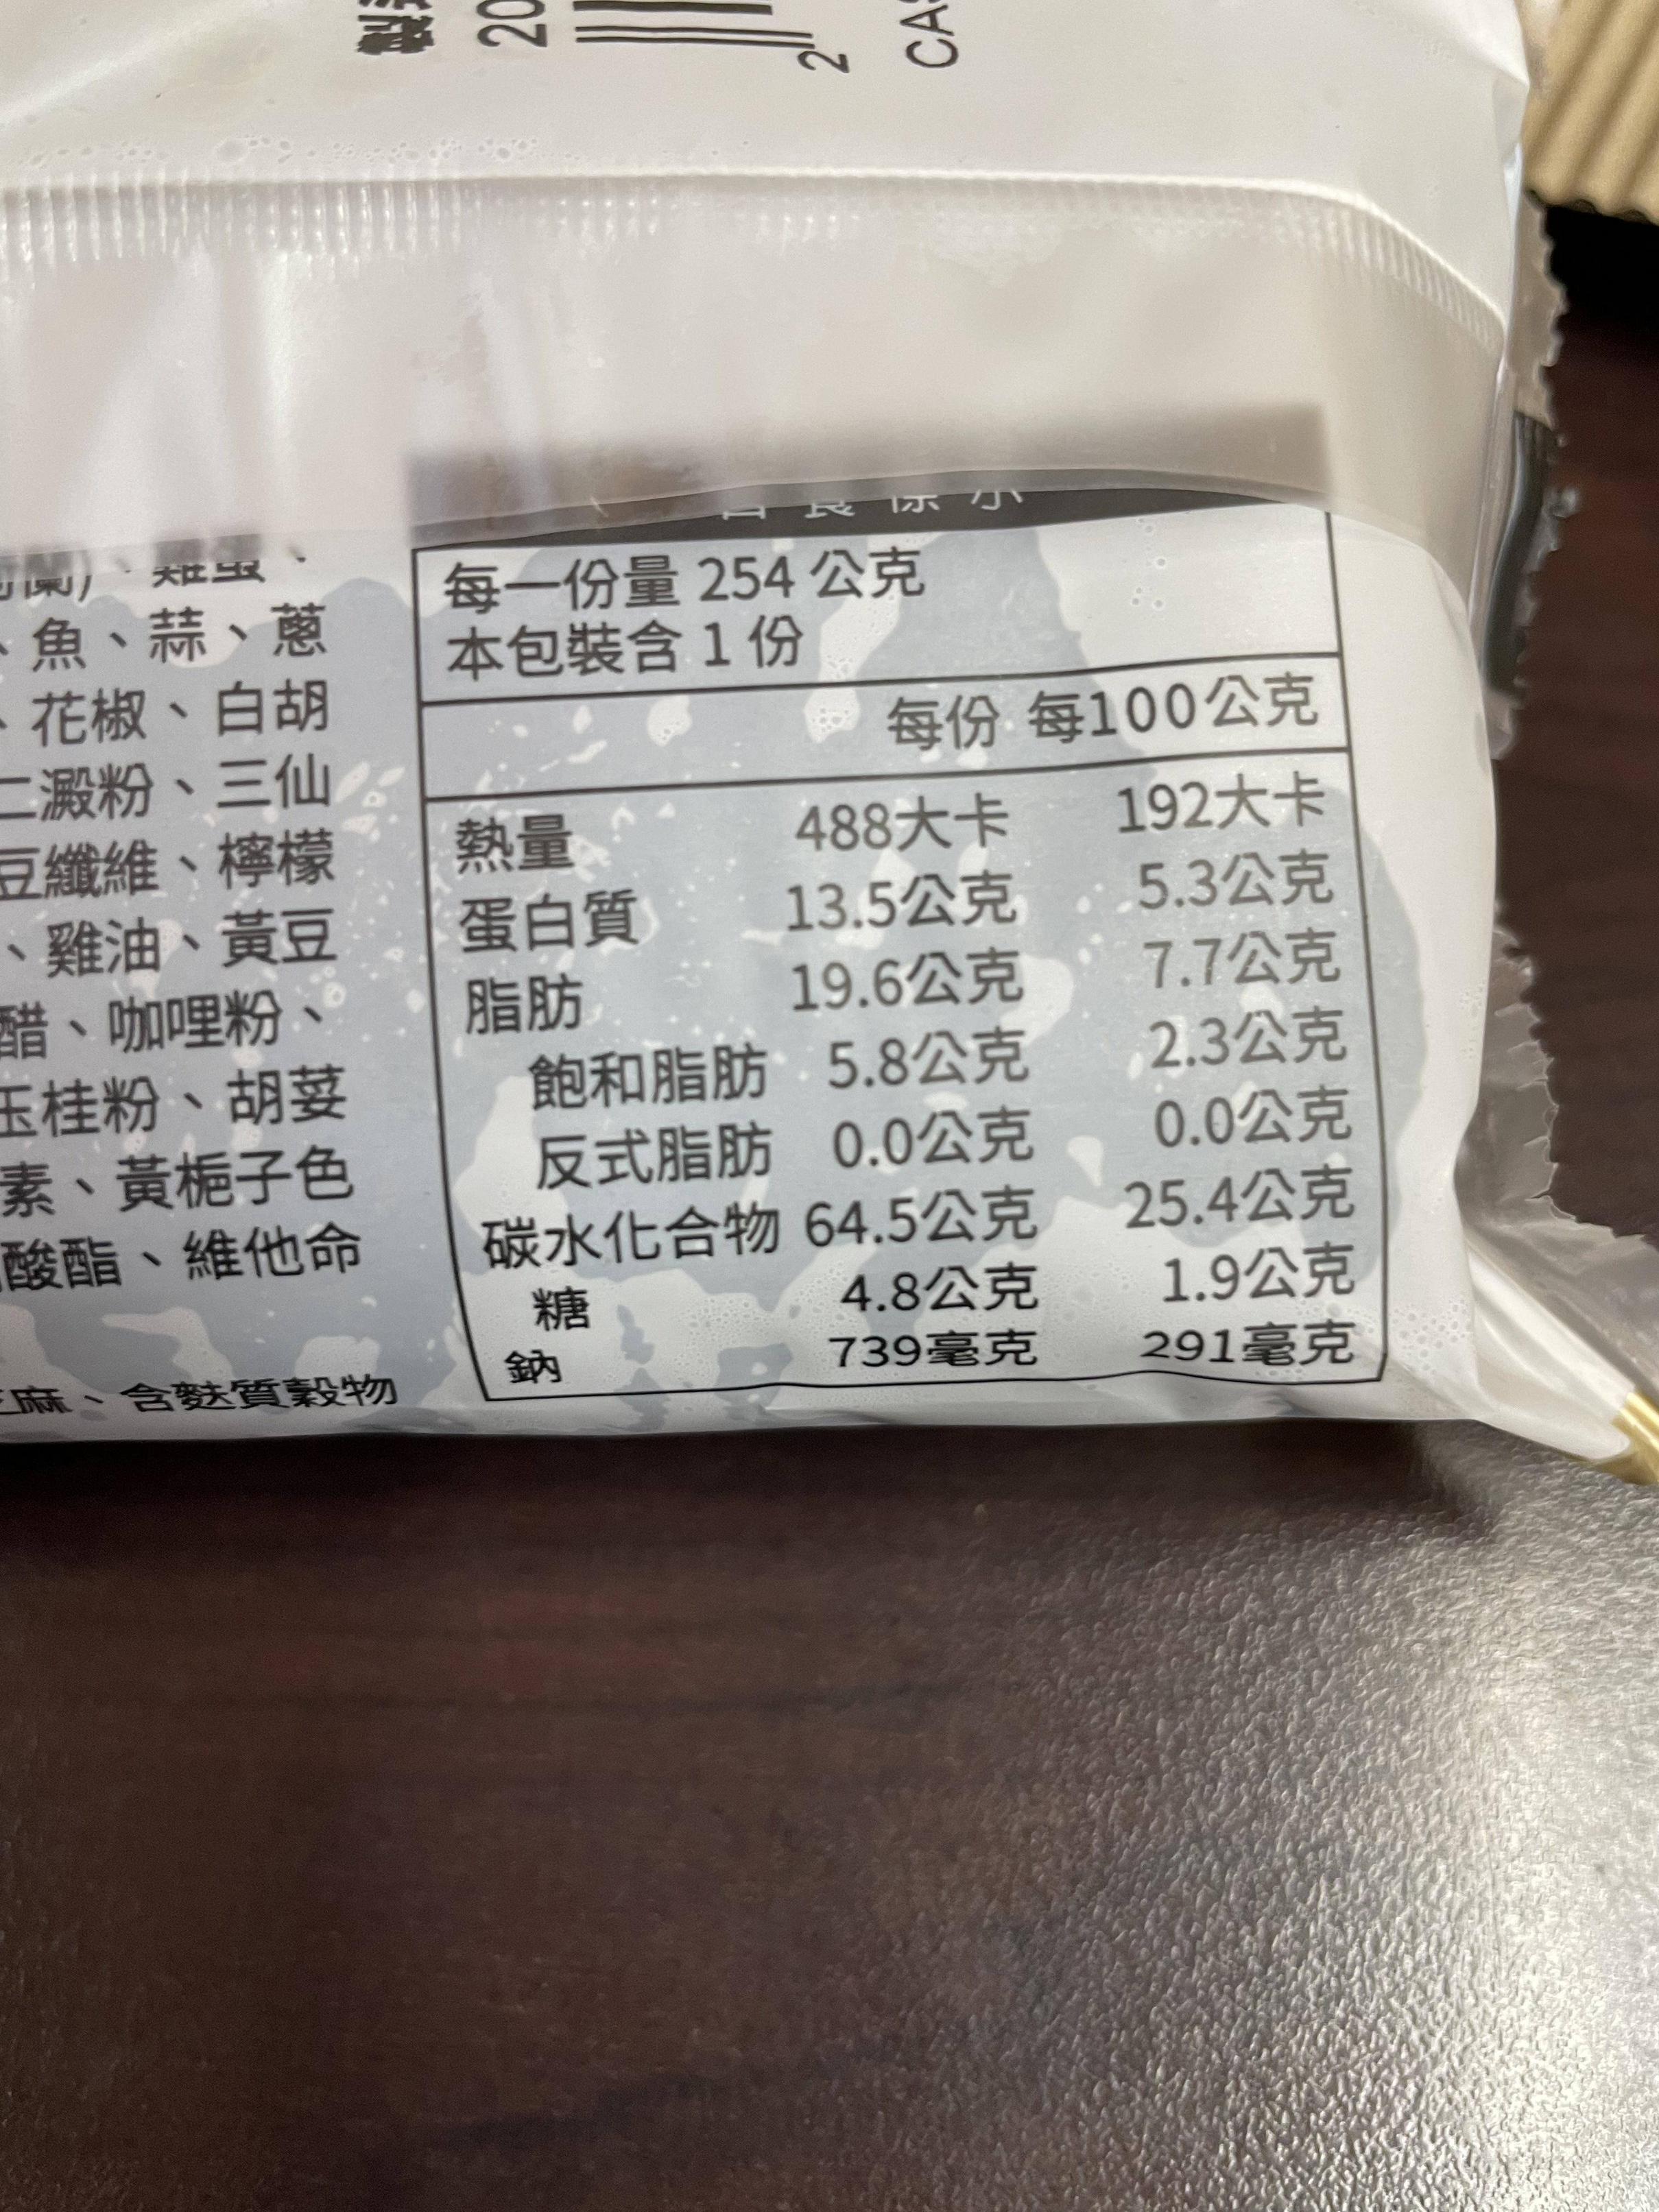 20
2
CA
魚、蒜、蔥
、花椒、白胡
澱粉、三仙
豆纖維、檸檬
、雞油、黃豆
醋、咖哩粉、
玉桂粉、胡荽
素、黃梔子色
酸酯、維他命
麻、含麩質穀物
每一份量 254 公克
本包裝含 1 份
每份 每100公克
熱量 488大卡 192大卡
蛋白質 13.5公克 5.3公克
脂肪 19.6公克 7.7公克
飽和脂肪 5.8公克 2.3公克
反式脂肪 0.0公克 0.0公克
碳水化合物 64.5公克 25.4公克
糖 4.8公克 1.9公克
鈉 739毫克 291毫克